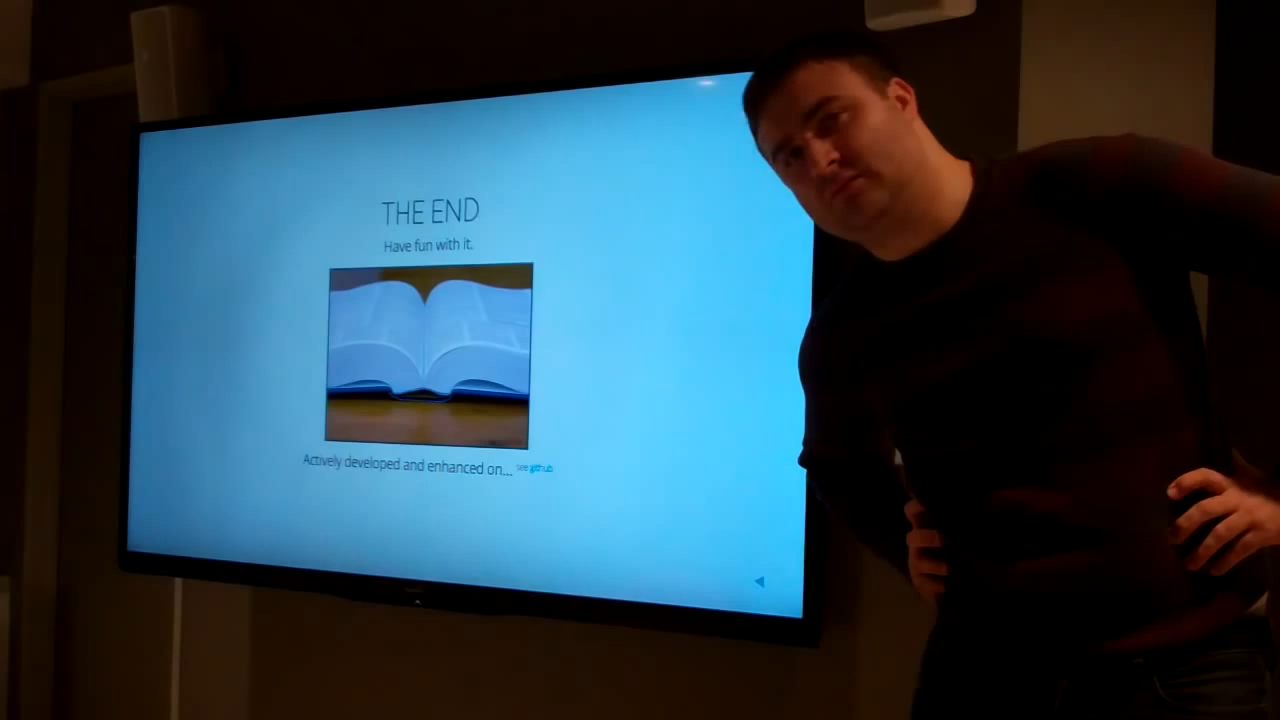 THE END
Have fun with it.
Actively developed and enhanced on... see github